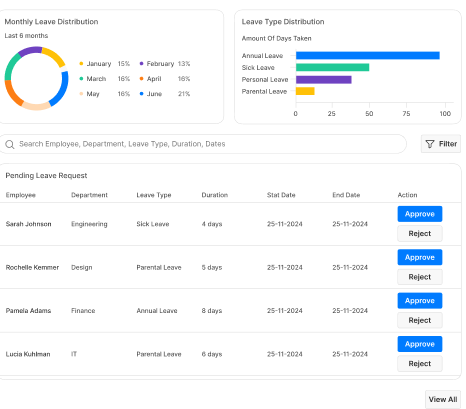 Monthly Leave Distribution
Last 6 months
January 15% February 13%
March 16% April 16%
May 16% June 21%
Leave Type Distribution
Amount Of Days Taken
Annual Leave
Sick Leave
Personal Leave
Parental Leave
0 25 50 75 100
Search Employee, Department, Leave Type, Duration, Dates
Filter
Pending Leave Request
Employee Department Leave Type Duration Stat Date End Date Action
Sarah Johnson Engineering Sick Leave 4 days 25-11-2024 25-11-2024 Approve
Reject
Rochelle Kemmer Design Parental Leave 5 days 25-11-2024 25-11-2024 Approve
Reject
Pamela Adams Finance Annual Leave 8 days 25-11-2024 25-11-2024 Approve
Reject
Lucia Kuhlman IT Parental Leave 6 days 25-11-2024 25-11-2024 Approve
Reject
View All